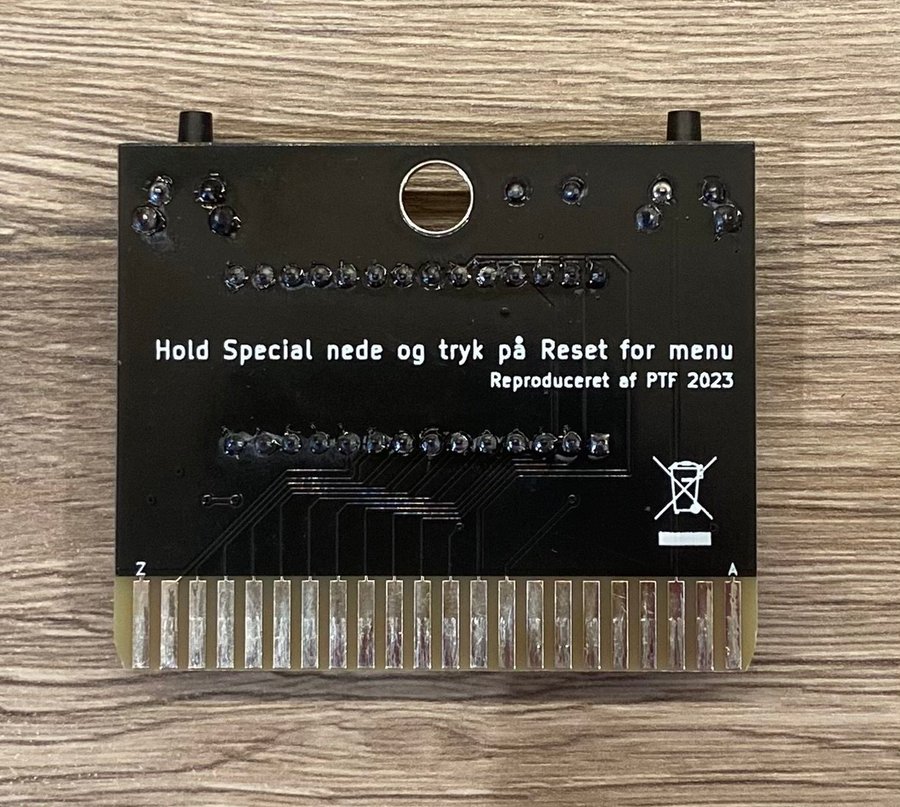 Hold Special nede og tryk på Reset for menu
Reproduceret af PTF 2023
Z A